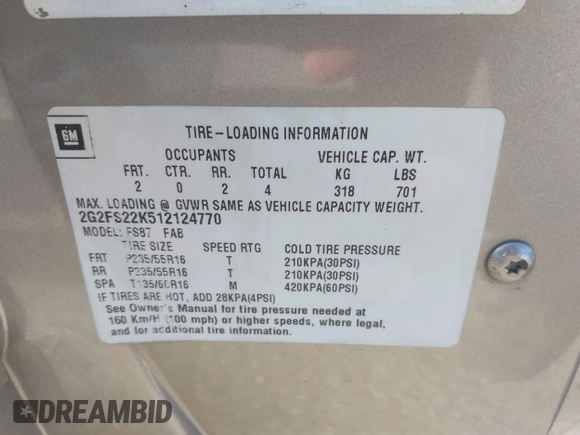 GM
TIRE-LOADING INFORMATION
OCCUPANTS VEHICLE CAP. WT.
FRT. CTR. RR. TOTAL KG LBS
2 0 2 4 318 701
MAX. LOADING @ GVWR SAME AS VEHICLE CAPACITY WEIGHT.
2G2FS22K512124770
MODEL: FS87 FAB
TIRE SIZE SPEED RTG COLD TIRE PRESSURE
FRT P235/55R16 T 210KPA(30PSI)
RR P235/55R16 T 210KPA(30PSI)
SPA T135/60R16 M 420KPA(60PSI)
IF TIRES ARE HOT, ADD 28KPA(4PSI)
See Owner's Manual for tire pressure needed at
160 Km/H (100 mph) or higher speeds, where legal,
and for additional tire information.
DREAMBID